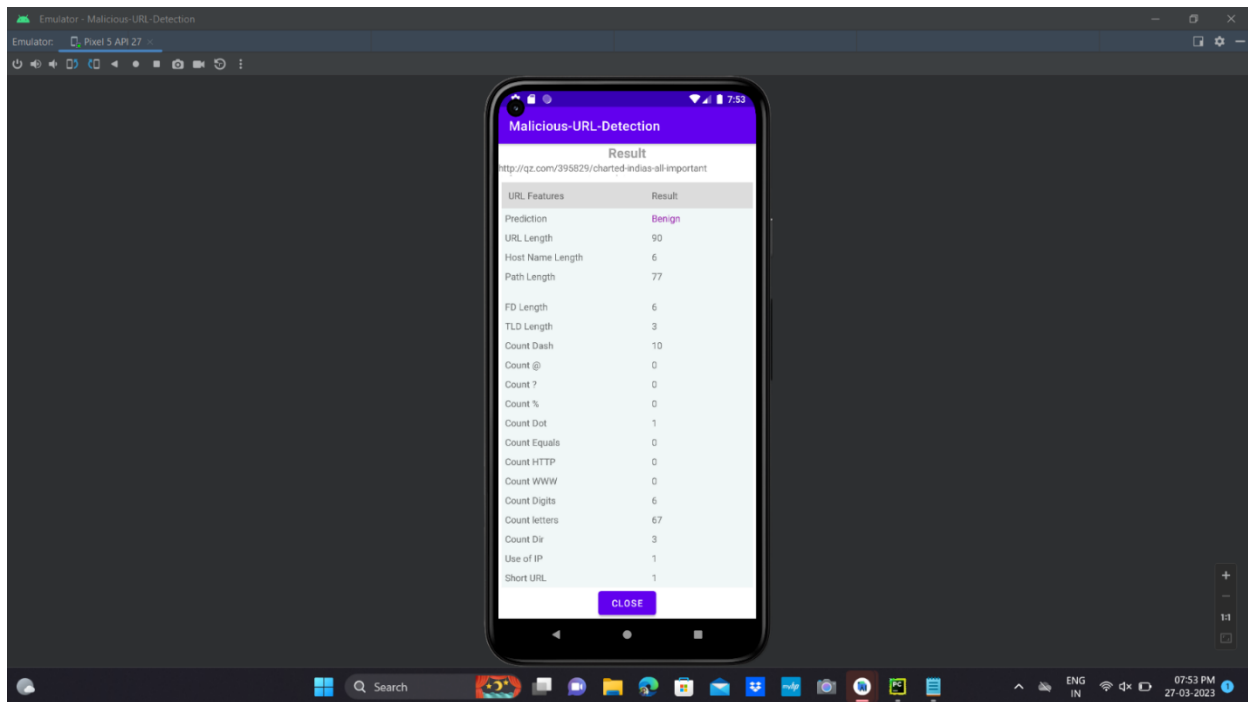 Emulator - Malicious-URL-Detection
Emulator: Pixel 5 API 27
7:53
Malicious-URL-Detection
Result
http://qz.com/395829/charted-indias-all-important
URL Features Result
Prediction Benign
URL Length 90
Host Name Length 6
Path Length 77
FD Length 6
TLD Length 3
Count Dash 10
Count @ 0
Count ? 0
Count % 0
Count Dot 1
Count Equals 0
Count HTTP 0
Count WWW 0
Count Digits 6
Count letters 67
Count Dir 3
Use of IP 1
Short URL 1
CLOSE
1:1
Search
PC
ENG
IN
07:53 PM
27-03-2023
1